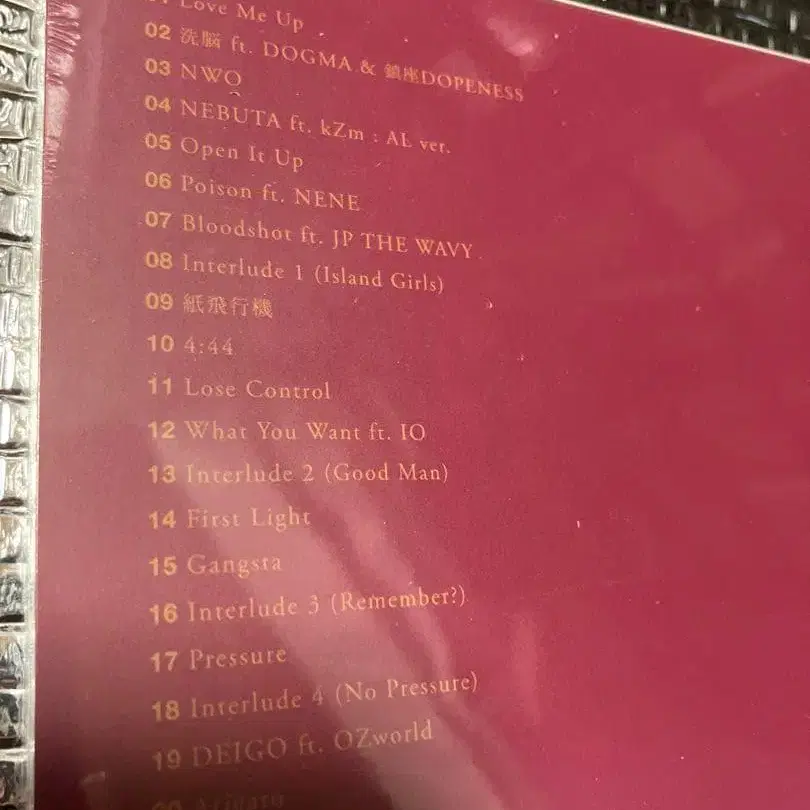 01 Love Me Up
02 洗脳 ft. DOGMA & 鎮座DOPENESS
03 NWO
04 NEBUTA ft. kZm : AL ver.
05 Open It Up
06 Poison ft. NENE
07 Bloodshot ft. JP THE WAVY
08 Interlude 1 (Island Girls)
09 紙飛行機
10 4:44
11 Lose Control
12 What You Want ft. IO
13 Interlude 2 (Good Man)
14 First Light
15 Gangsta
16 Interlude 3 (Remember?)
17 Pressure
18 Interlude 4 (No Pressure)
19 DEIGO ft. OZworld
20 Arigato